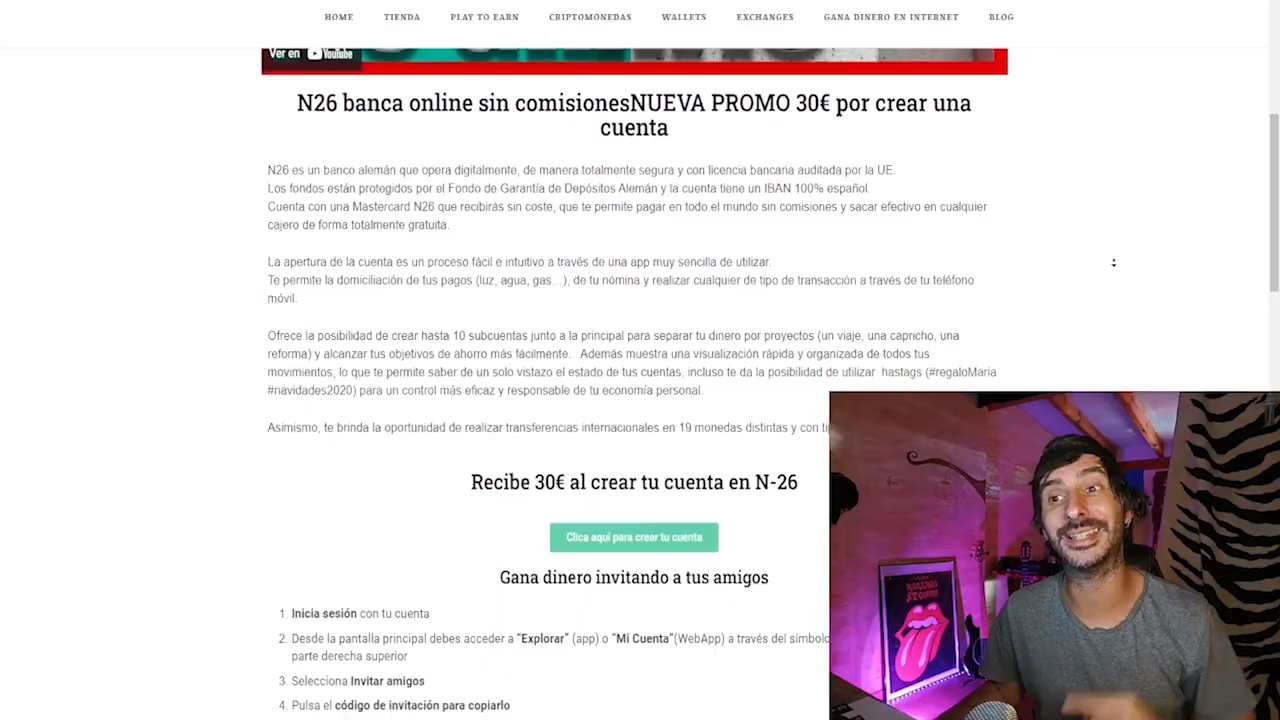 HOME TIENDA PLAY TO EARN CRIPTOMONEDAS WALLETS EXCHANGES GANA DINERO EN INTERNET BLOG
Ver en YouTube
N26 banca online sin comisionesNUEVA PROMO 30€ por crear una
cuenta
N26 es un banco alemán que opera digitalmente, de manera totalmente segura y con licencia bancaria auditada por la UE.
Los fondos están protegidos por el Fondo de Garantía de Depósitos Alemán y la cuenta tiene un IBAN 100% español.
Cuenta con una Mastercard N26 que recibirás sin coste, que te permite pagar en todo el mundo sin comisiones y sacar efectivo en cualquier
cajero de forma totalmente gratuita.
La apertura de la cuenta es un proceso fácil e intuitivo a través de una app muy sencilla de utilizar.
Te permite la domiciliación de tus pagos (luz, agua, gas…), de tu nómina y realizar cualquier de tipo de transacción a través de tu teléfono
móvil.
Ofrece la posibilidad de crear hasta 10 subcuentas junto a la principal para separar tu dinero por proyectos (un viaje, una capricho, una
reforma) y alcanzar tus objetivos de ahorro más fácilmente. Además muestra una visualización rápida y organizada de todos tus
movimientos, lo que te permite saber de un solo vistazo el estado de tus cuentas, incluso te da la posibilidad de utilizar hastags (#regaloMaria
#navidades2020) para un control más eficaz y responsable de tu economía personal.
Asimismo, te brinda la oportunidad de realizar transferencias internacionales en 19 monedas distintas y con
Recibe 30€ al crear tu cuenta en N-26
Clica aquí para crear tu cuenta
Gana dinero invitando a tus amigos
1. Inicia sesión con tu cuenta
2. Desde la pantalla principal debes acceder a “Explorar” (app) o “Mi Cuenta”(WebApp) a través del símbolo
parte derecha superior
3. Selecciona Invitar amigos
4. Pulsa el código de invitación para copiarlo
ROLLING
STONES